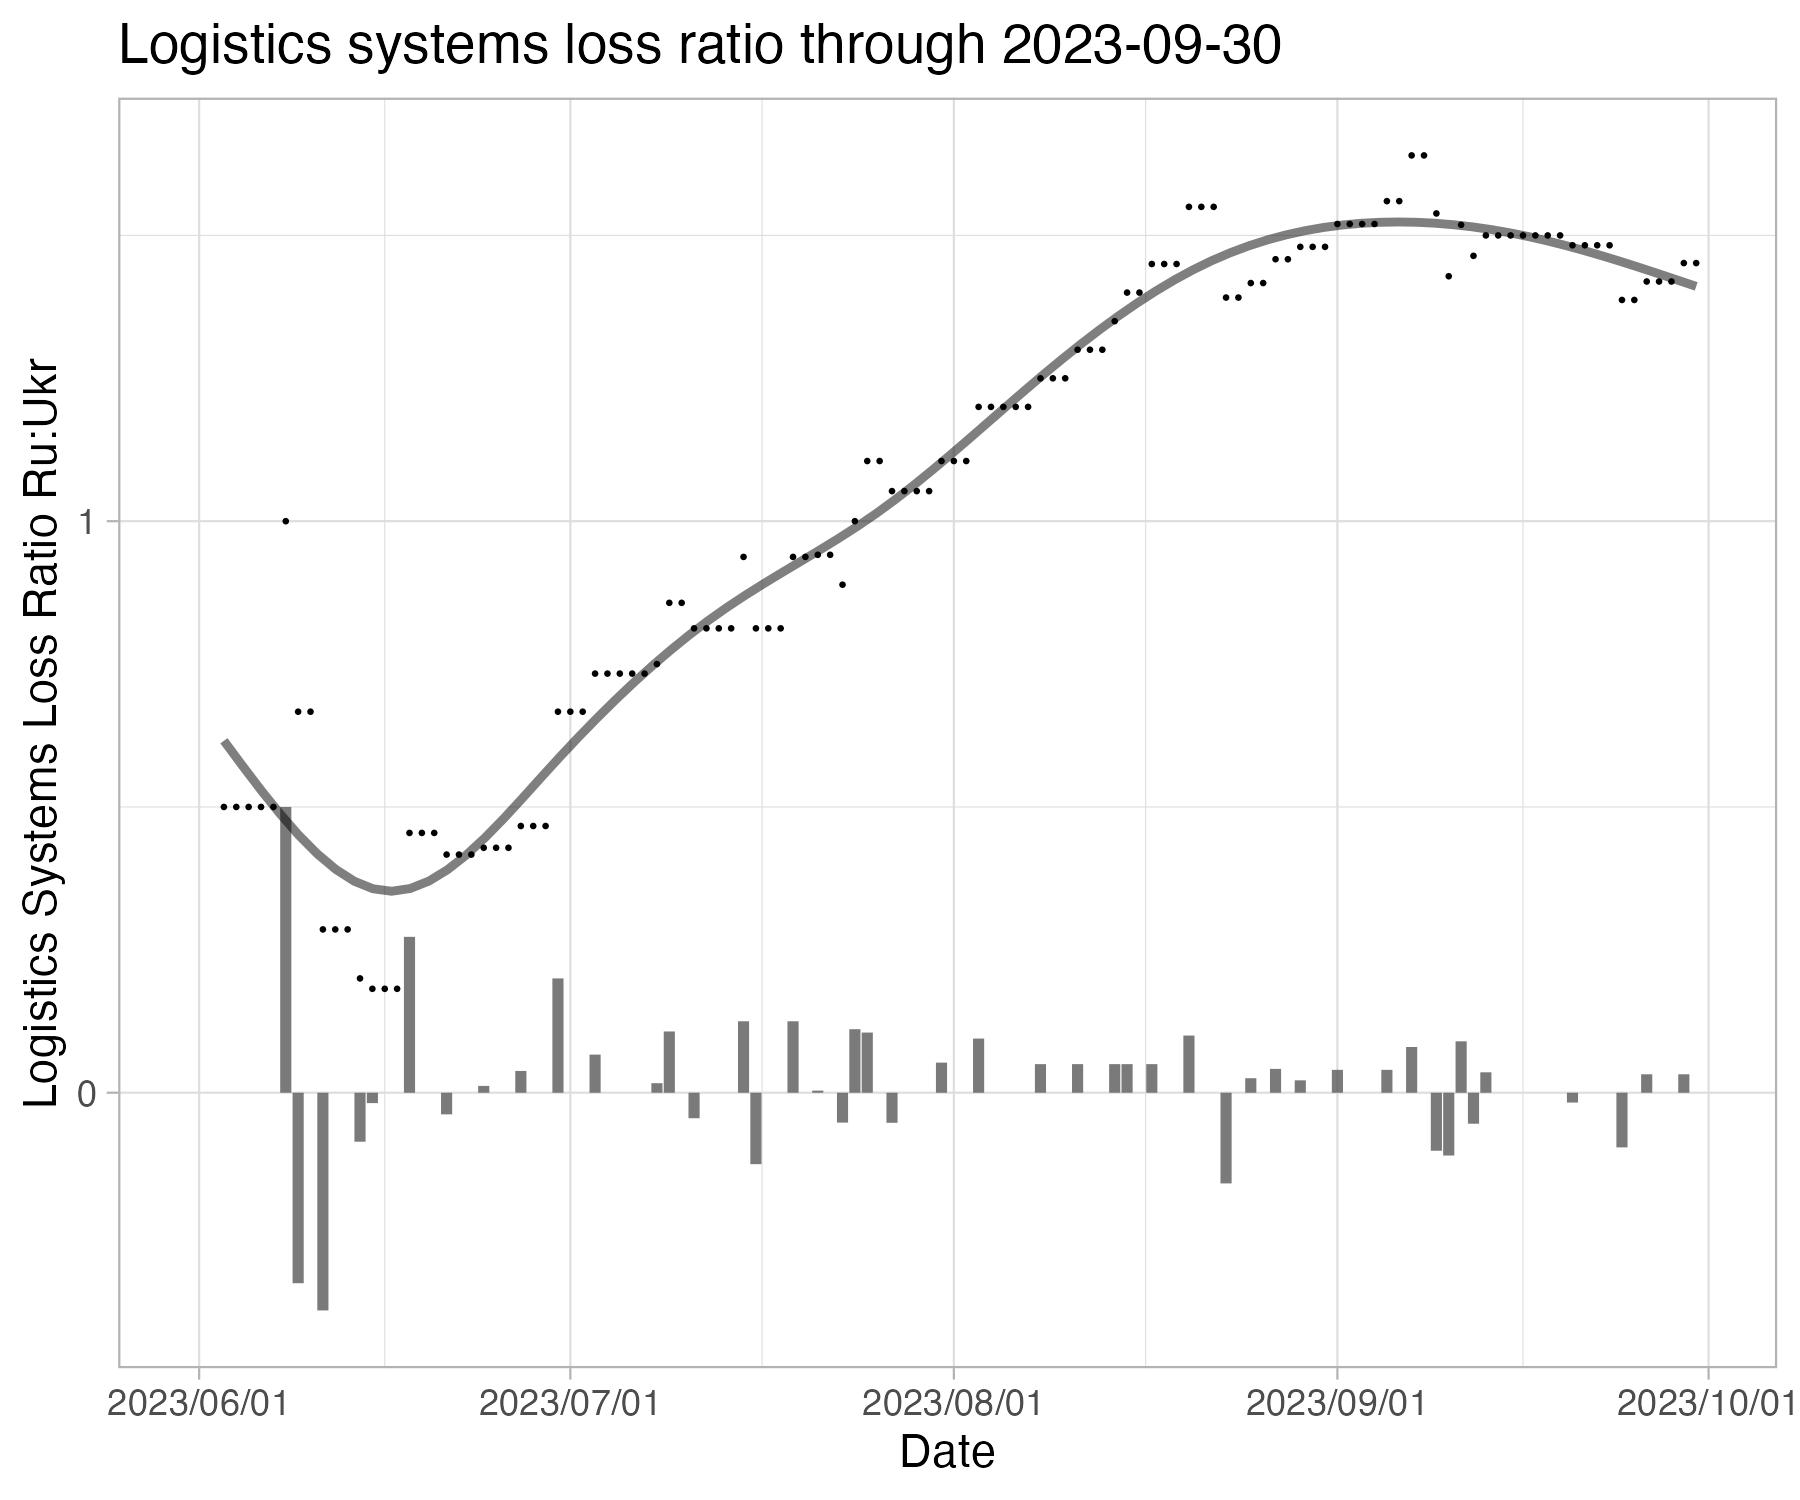 Logistics systems loss ratio through 2023-09-30
Logistics Systems Loss Ratio Ru:Ukr
1
0
2023/06/01
2023/07/01
2023/08/01
2023/09/01
2023/10/01
Date